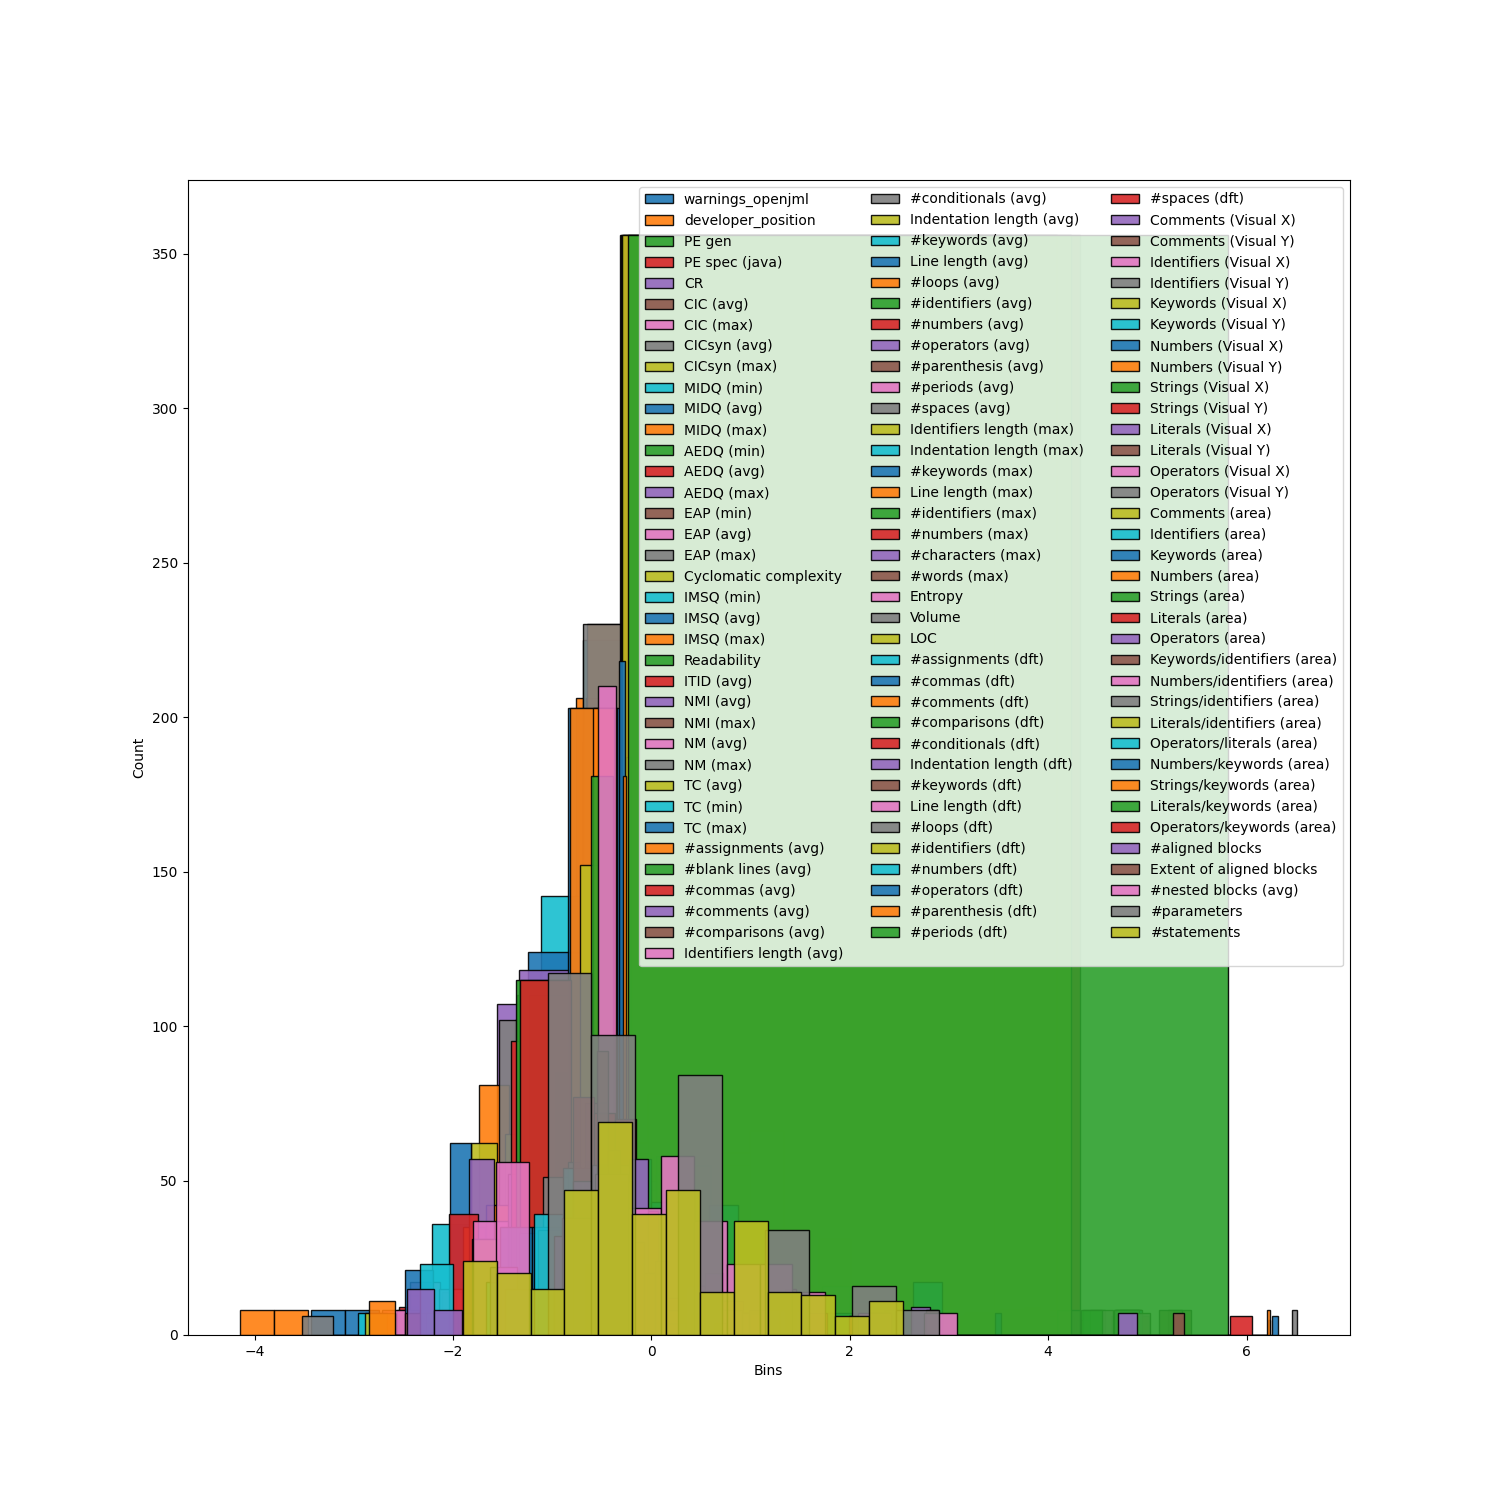 warnings_openjml
developer_position
PE gen
PE spec (java)
CR
CIC (avg)
CIC (max)
CICsyn (avg)
CICsyn (max)
MIDQ (min)
MIDQ (avg)
MIDQ (max)
AEDQ (min)
AEDQ (avg)
AEDQ (max)
EAP (min)
EAP (avg)
EAP (max)
Cyclomatic complexity
IMSQ (min)
IMSQ (avg)
IMSQ (max)
Readability
ITID (avg)
NMI (avg)
NMI (max)
NM (avg)
NM (max)
TC (avg)
TC (min)
TC (max)
#assignments (avg)
#blank lines (avg)
#commas (avg)
#comments (avg)
#comparisons (avg)
Identifiers length (avg)
#conditionals (avg)
Indentation length (avg)
#keywords (avg)
Line length (avg)
#loops (avg)
#identifiers (avg)
#numbers (avg)
#operators (avg)
#parenthesis (avg)
#periods (avg)
#spaces (avg)
Identifiers length (max)
Indentation length (max)
#keywords (max)
Line length (max)
#identifiers (max)
#numbers (max)
#characters (max)
#words (max)
Entropy
Volume
LOC
#assignments (dft)
#commas (dft)
#comments (dft)
#comparisons (dft)
#conditionals (dft)
Indentation length (dft)
#keywords (dft)
Line length (dft)
#loops (dft)
#identifiers (dft)
#numbers (dft)
#operators (dft)
#parenthesis (dft)
#periods (dft)
#spaces (dft)
Comments (Visual X)
Comments (Visual Y)
Identifiers (Visual X)
Identifiers (Visual Y)
Keywords (Visual X)
Keywords (Visual Y)
Numbers (Visual X)
Numbers (Visual Y)
Strings (Visual X)
Strings (Visual Y)
Literals (Visual X)
Literals (Visual Y)
Operators (Visual X)
Operators (Visual Y)
Comments (area)
Identifiers (area)
Keywords (area)
Numbers (area)
Strings (area)
Literals (area)
Operators (area)
Keywords/identifiers (area)
Numbers/identifiers (area)
Strings/identifiers (area)
Literals/identifiers (area)
Operators/literals (area)
Numbers/keywords (area)
Strings/keywords (area)
Literals/keywords (area)
Operators/keywords (area)
#aligned blocks
Extent of aligned blocks
#nested blocks (avg)
#parameters
#statements
350
300
250
200
150
100
50
0
Count
−4 −2 0 2 4 6
Bins